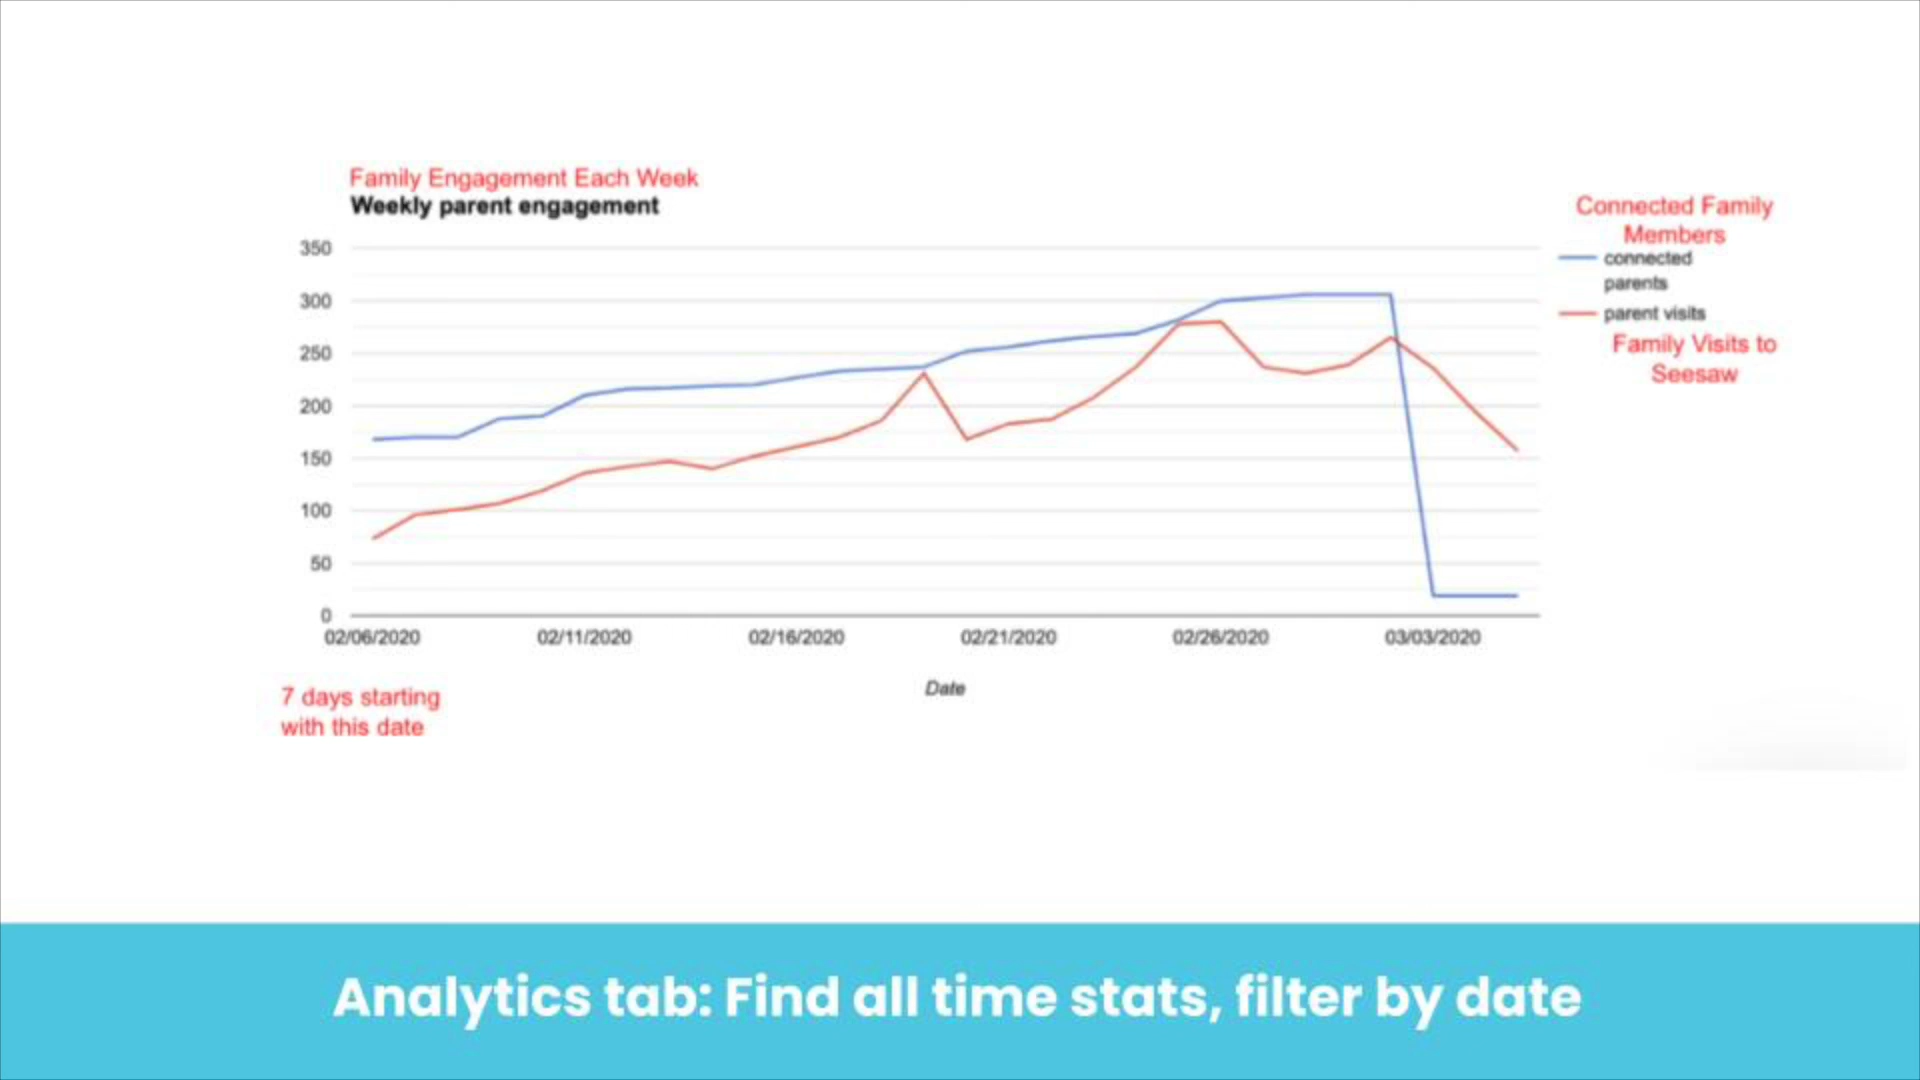 Family Engagement Each Week
Weekly parent engagement
Connected Family
Members
connected
parents
parent visits
Family Visits to
Seesaw
350
300
250
200
150
100
50
0
02/06/2020
02/11/2020
02/16/2020
02/21/2020
02/26/2020
03/03/2020
Date
7 days starting
with this date
Analytics tab: Find all time stats, filter by date